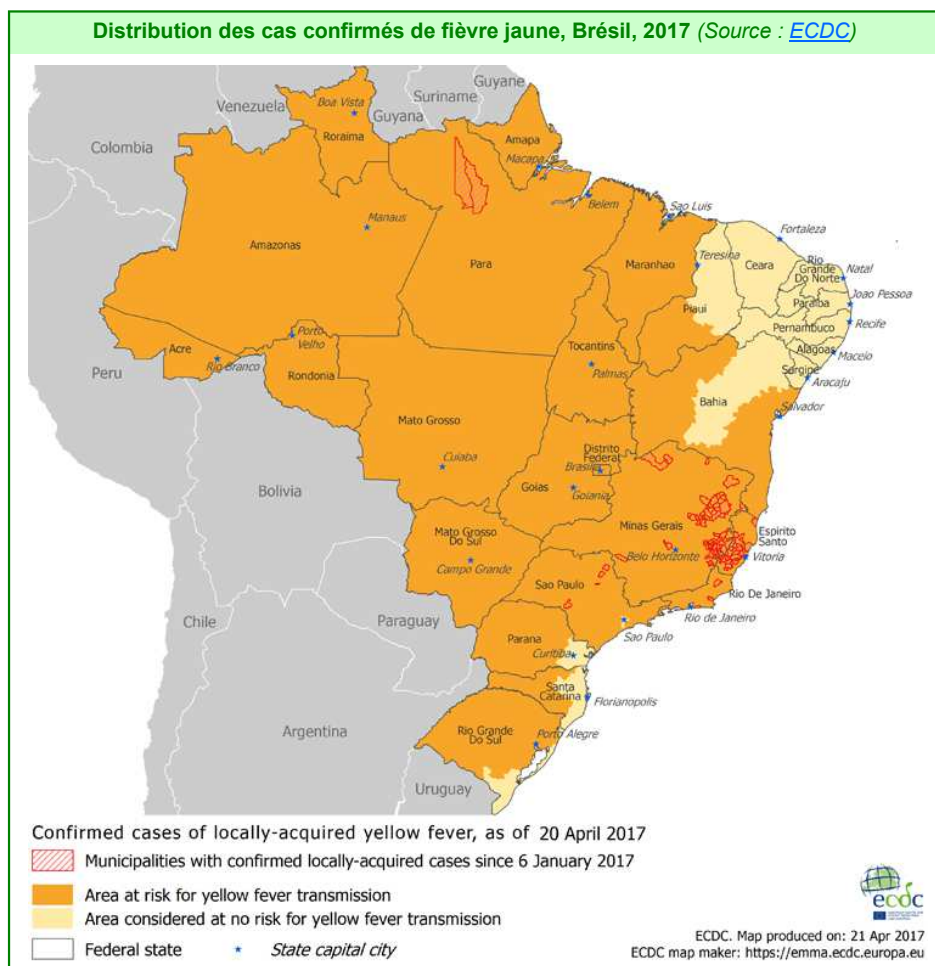 Distribution des cas confirmés de fièvre jaune, Brésil, 2017 (Source : ECDC)
Guyane
Suriname
Venezuela
Boa Vista
Guyana
Roraima
Amapa
Colombia
Macapa
Belem
Sao Luis
Fortaleza
Manaus
Amazonas
Para
Maranhao
Teresina
Ceara
Rio
Grande
Do Norte
Natal
Joao Pessoa
Piaui
Paraiba
Recife
Pernambuco
Porto
Velho
Tocantins
Alagoas
Maceio
Acre
Rio Branco
Peru
Rondonia
Palmas
Sergipe
Aracaju
Bahia
Salvador
Mato Grosso
Distrito
Federal
Cuiaba
Brasilia
Goias
Goiania
Bolivia
Minas Gerais
Espirito
Santo
Mato Grosso
Do Sul
Belo Horizonte
Vitoria
Campo Grande
Sao Paulo
Rio De Janeiro
Rio de Janeiro
Chile
Paraguay
Sao Paulo
Parana
Curitiba
Santa
Catarina
Florianopolis
Argentina
Rio Grande
Do Sul
Porto Alegre
Uruguay
Confirmed cases of locally-acquired yellow fever, as of 20 April 2017
Municipalities with confirmed locally-acquired cases since 6 January 2017
Area at risk for yellow fever transmission
Area considered at no risk for yellow fever transmission
Federal state
State capital city
ecdc
ECDC. Map produced on: 21 Apr 2017
ECDC map maker: https://emma.ecdc.europa.eu